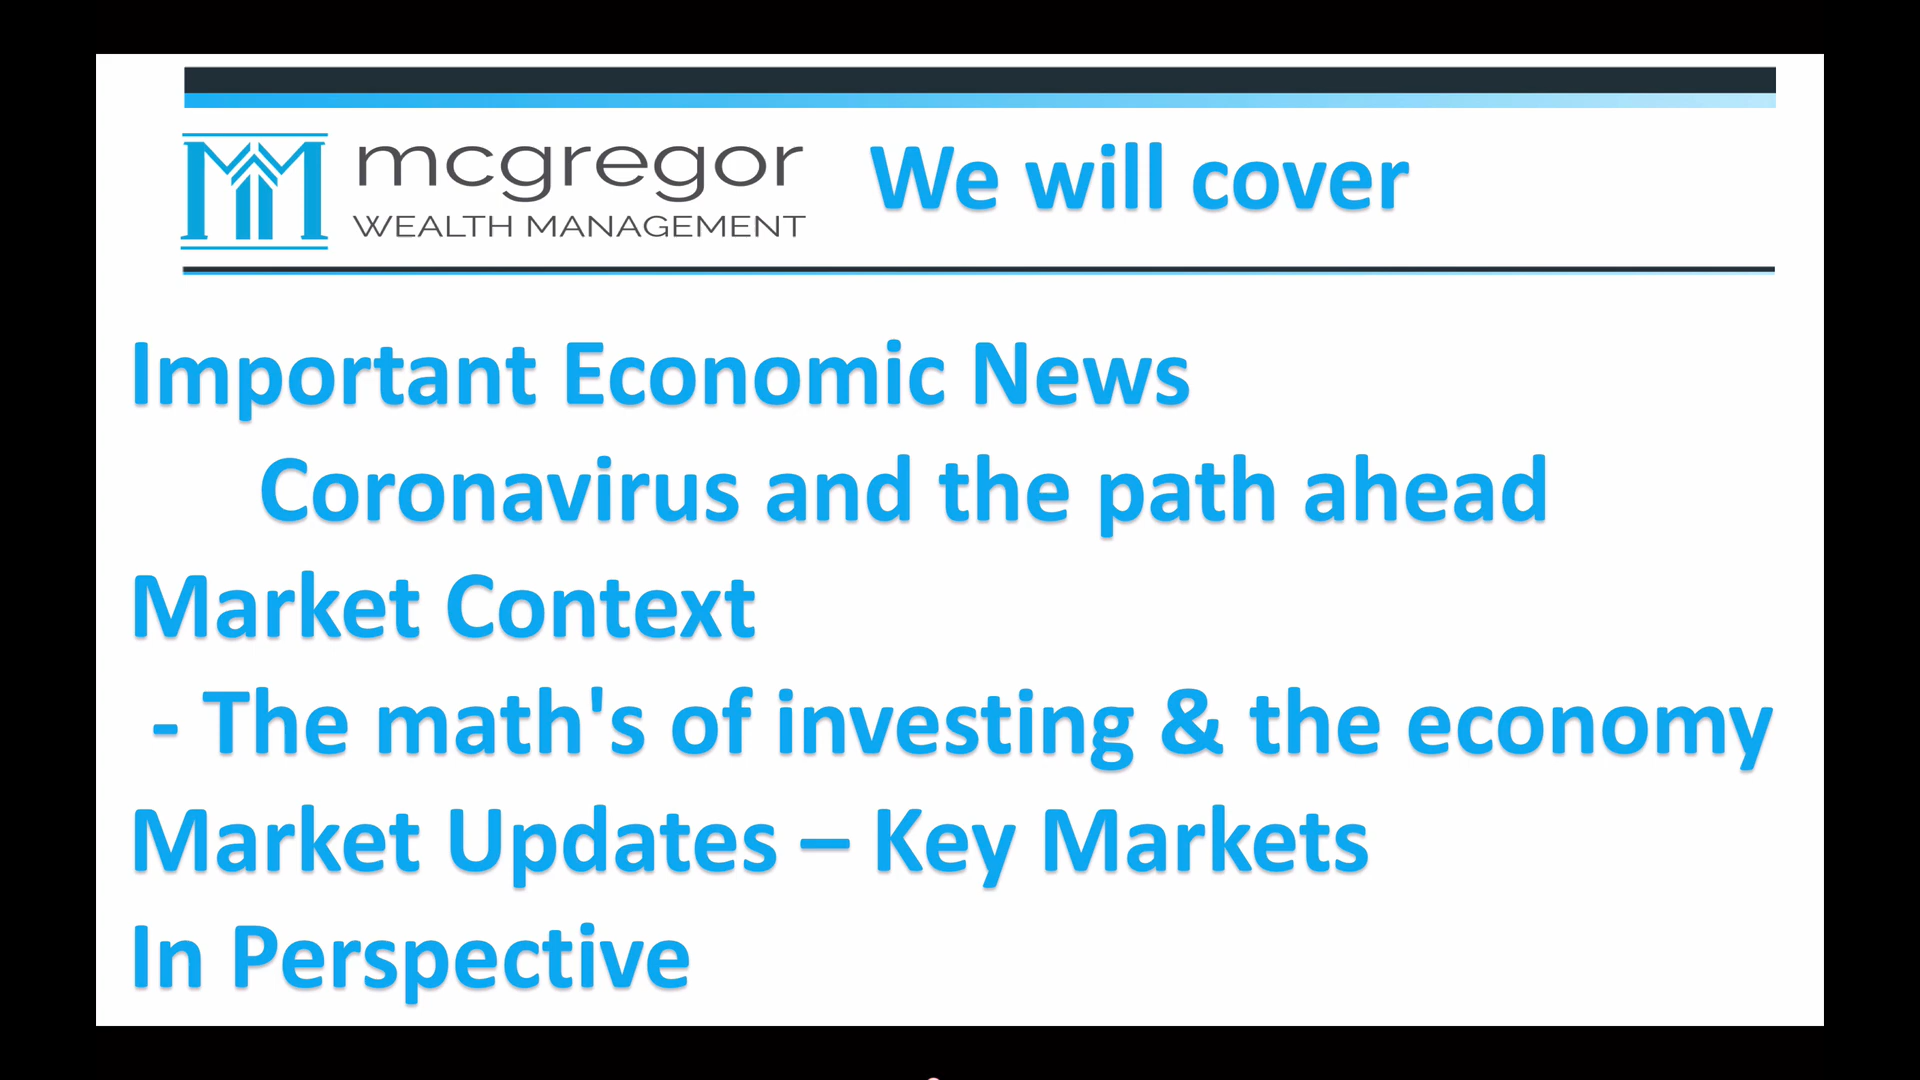 mcgregor
WEALTH MANAGEMENT
We will cover
Important Economic News
Coronavirus and the path ahead
Market Context
- The math's of investing & the economy
Market Updates – Key Markets
In Perspective